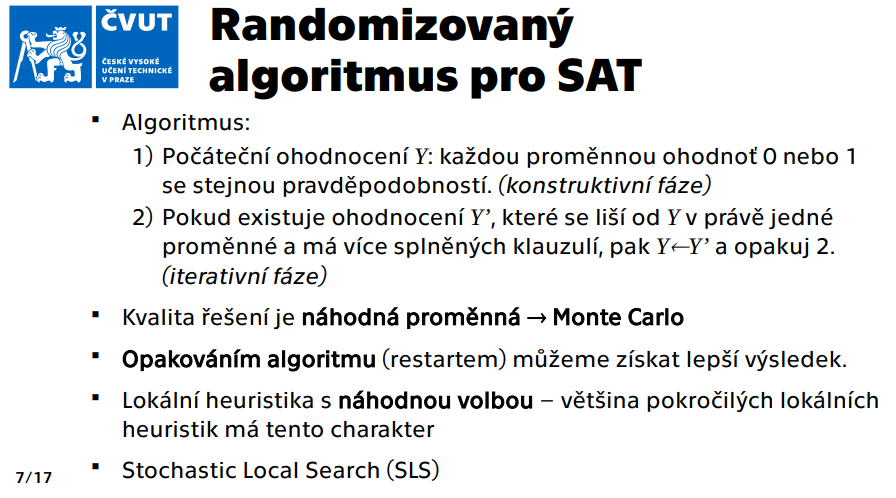 ČVUT
ČESKÉ VYSOKÉ
UČENÍ TECHNICKÉ
V PRAZE
Randomizovaný
algoritmus pro SAT
▪ Algoritmus:
1) Počáteční ohodnocení Y: každou proměnnou ohodnoť 0 nebo 1
se stejnou pravděpodobností. (konstruktivní fáze)
2) Pokud existuje ohodnocení Y’, které se liší od Y v právě jedné
proměnné a má více splněných klauzulí, pak Y←Y’ a opakuj 2.
(iterativní fáze)
▪ Kvalita řešení je náhodná proměnná → Monte Carlo
▪ Opakováním algoritmu (restartem) můžeme získat lepší výsledek.
▪ Lokální heuristika s náhodnou volbou – většina pokročilých lokálních
heuristik má tento charakter
▪ Stochastic Local Search (SLS)
7/17